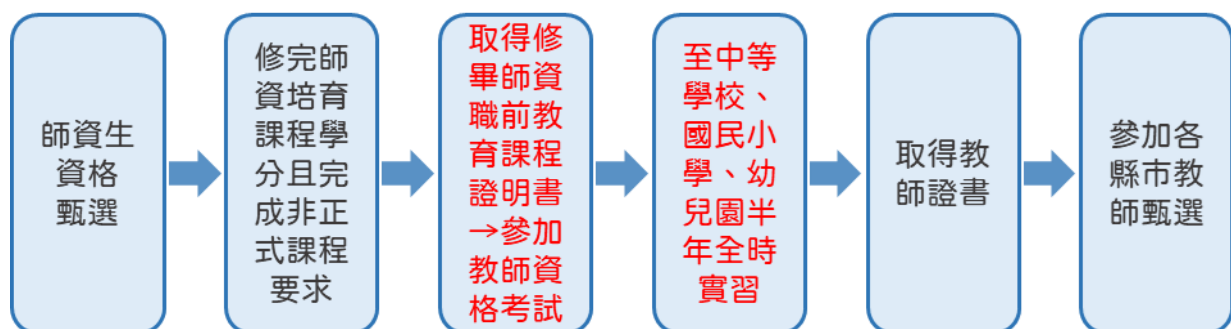 師資生
資格
甄選
修完師
資培育
課程學
分且完
成非正
式課程
要求
取得修
畢師資
職前教
育課程
證明書
→參加
教師資
格考試
至中等
學校、
國民小
學、幼
兒園半
年全時
實習
取得教
師證書
參加各
縣市教
師甄選